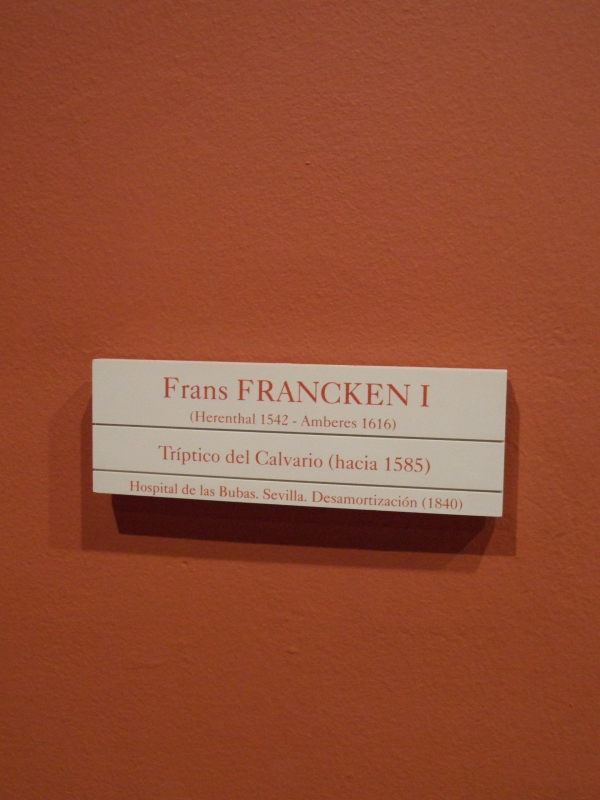 Frans FRANCKEN I
(Herenthal 1542 - Amberes 1616)
Tríptico del Calvario (hacia 1585)
Hospital de las Bubas. Sevilla. Desamortización (1840)